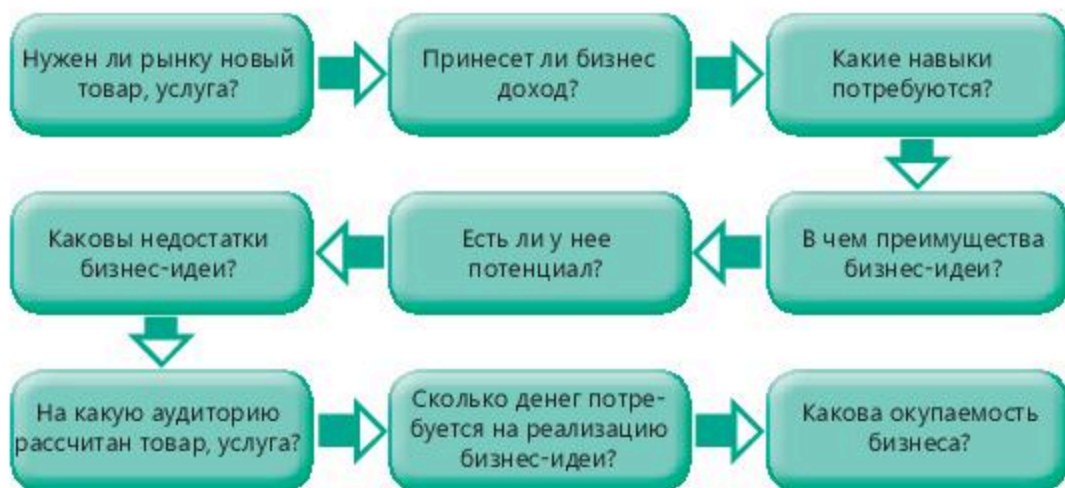 Нужен ли рынку новый
товар, услуга?
Принесет ли бизнес
доход?
Какие навыки
потребуются?
В чем преимущества
бизнес-идеи?
Есть ли у нее
потенциал?
Каковы недостатки
бизнес-идеи?
На какую аудиторию
рассчитан товар, услуга?
Сколько денег потре-
буется на реализацию
бизнес-идеи?
Какова окупаемость
бизнеса?